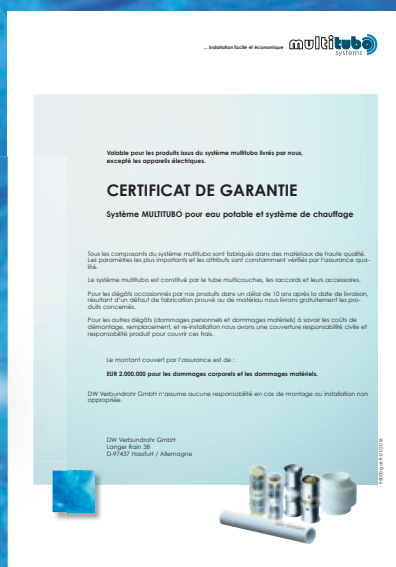 ... installation facile et économique
multitubo
systems
Valable pour les produits issus du système multitubo livrés par nous,
excepté les appareils électriques.
CERTIFICAT DE GARANTIE
Système MULTITUBO pour eau potable et système de chauffage
Tous les composants du système multitubo sont fabriqués dans des matériaux de haute qualité.
Les paramètres les plus importants et les attributs sont constamment vérifiés par l'assurance qua-
lité.
Le système multitubo est constitué par le tube multicouches, les raccords et leurs accessoires.
Pour les dégâts occasionnés par nos produits dans un délai de 10 ans après la date de livraison,
résultant d'un défaut de fabrication prouvé ou de matériau nous livrons gratuitement les pro-
duits concernés.
Pour les autres dégâts (dommages personnels et dommages matériels) à savoir les coûts de
démontage, remplacement, et re-installation nous avons une couverture responsabilité civile et
responsabilité produit pour couvrir ces frais.
Le montant couvert par l'assurance est de :
EUR 2.000.000 pour les dommages corporels et les dommages matériels.
DW Verbundrohr GmbH n'assume aucune responsabilité en cas de montage ou installation non
appropriée.
DW Verbundrohr GmbH
Langer Rain 38
D-97437 Hassfurt / Allemagne